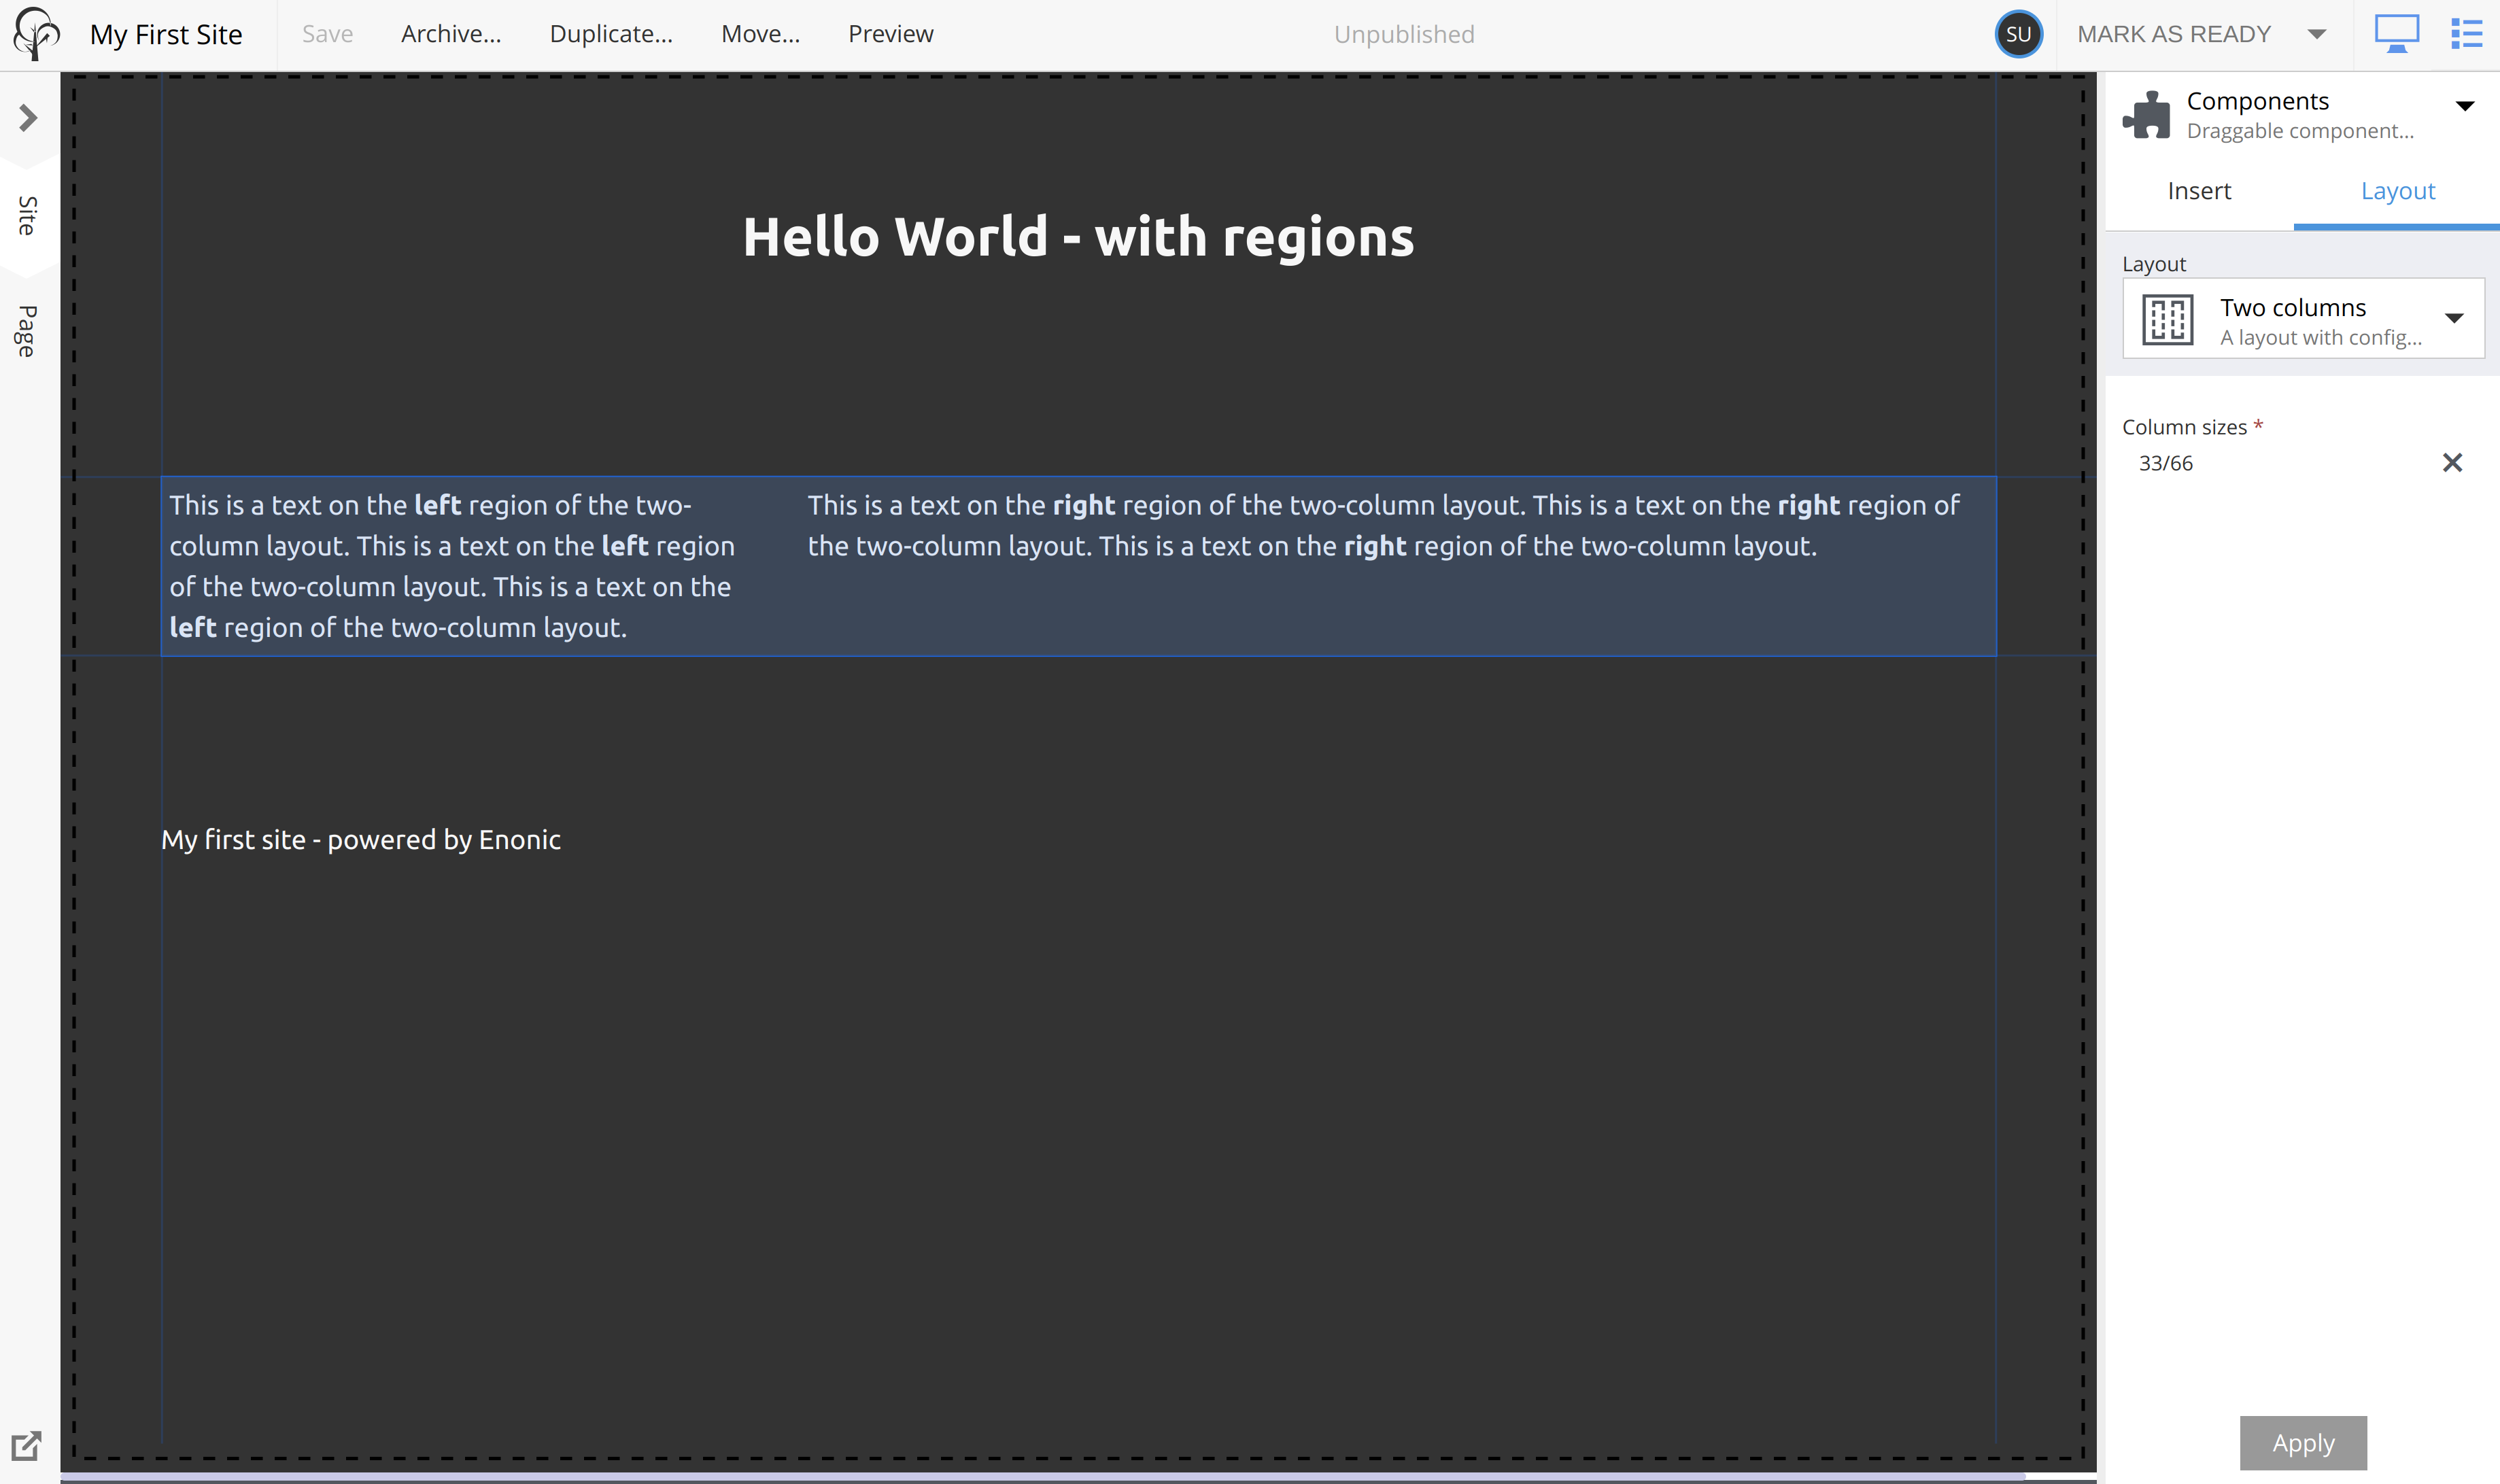 My First Site
Save
Archive...
Duplicate...
Move...
Preview
Unpublished
SU
MARK AS READY
Site
Page
Hello World - with regions
This is a text on the left region of the two-
column layout. This is a text on the left region
of the two-column layout. This is a text on the
left region of the two-column layout.
This is a text on the right region of the two-column layout. This is a text on the right region of
the two-column layout. This is a text on the right region of the two-column layout.
My first site - powered by Enonic
Components
Draggable component...
Insert
Layout
Layout
Two columns
A layout with config...
Column sizes *
33/66
Apply